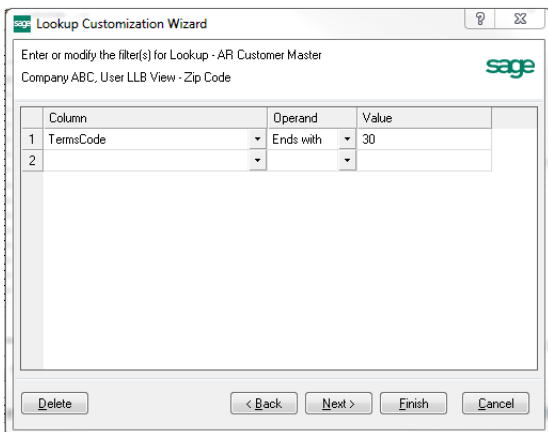 sage Lookup Customization Wizard
Enter or modify the filter(s) for Lookup - AR Customer Master
Company ABC, User LLB View - Zip Code
sage
Column Operand Value
1 TermsCode Ends with 30
2
Delete < Back Next > Finish Cancel